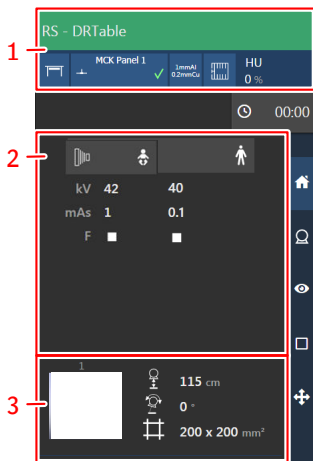 RS - DRTable
1
MCK Panel 1
1mmAl
0.2mmCu
HU
0 %
00:00
2
kV 42 40
mAs 1 0.1
F
3
1
115 cm
0 °
200 x 200 mm²